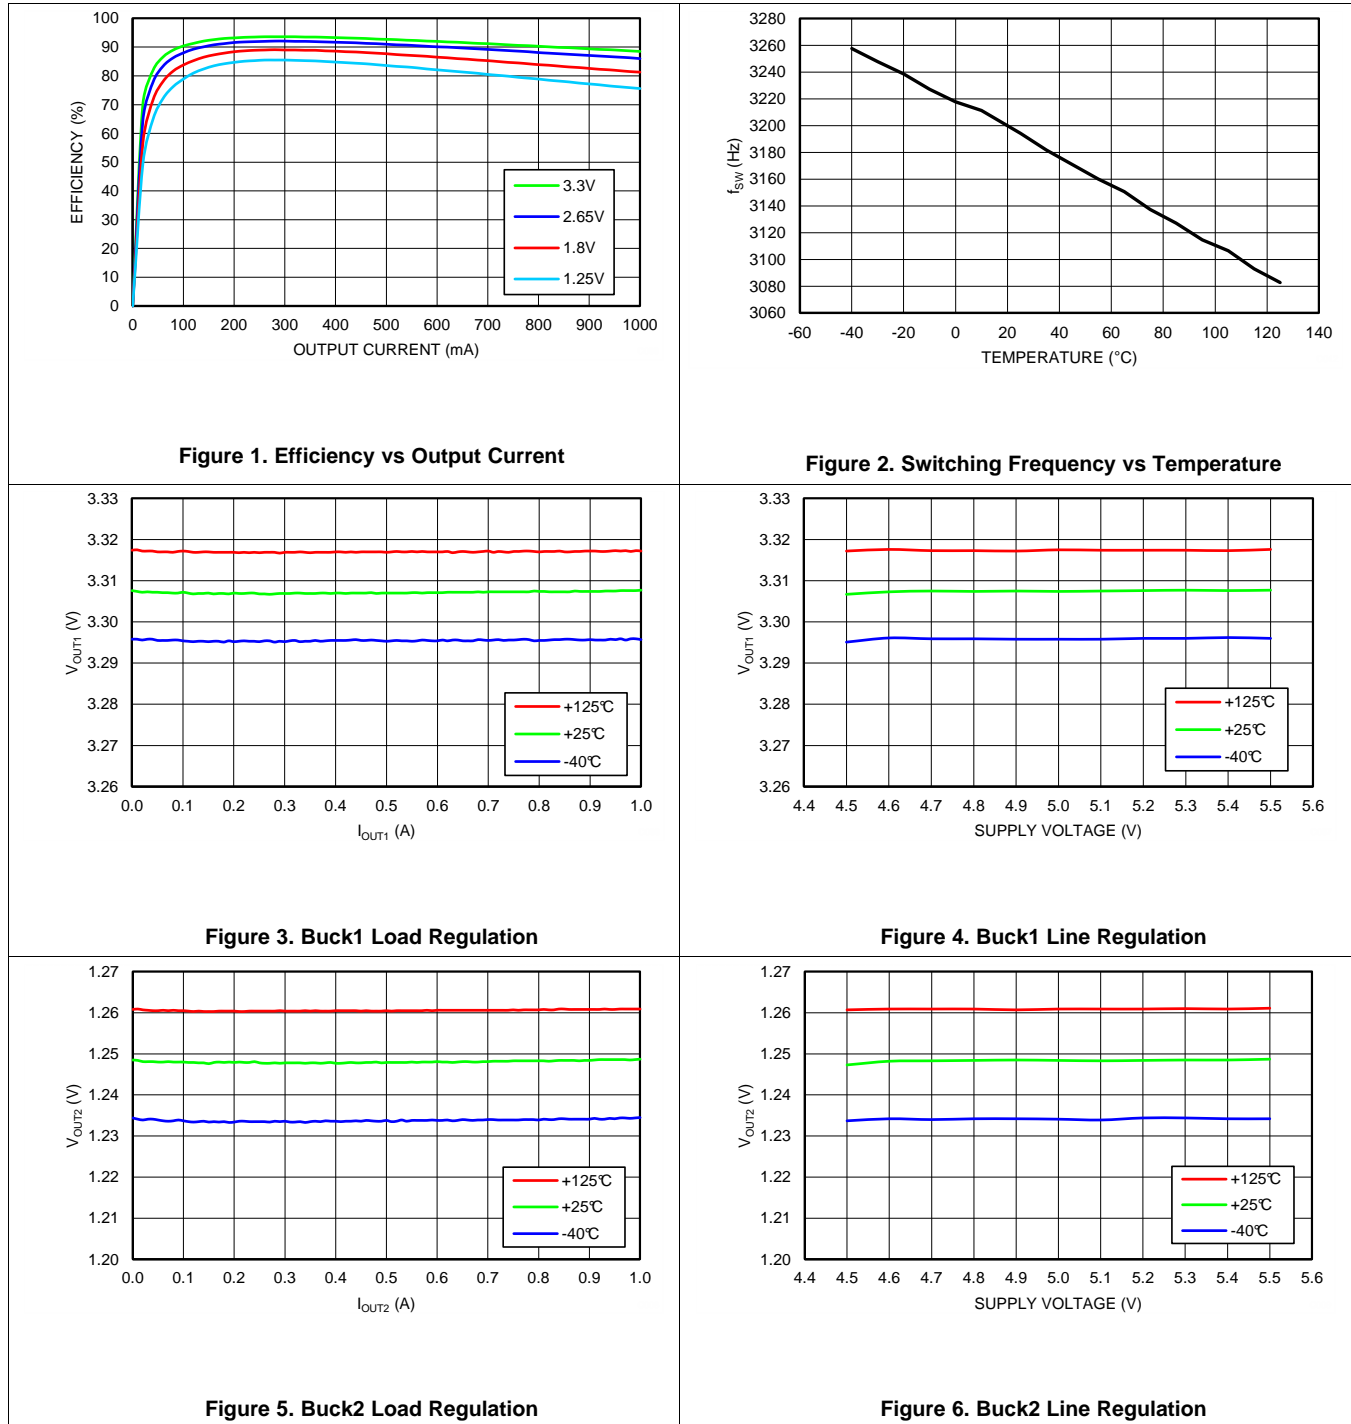 100
90
80
70
60
50
40
30
20
10
0
EFFICIENCY (%)
3.3V
2.65V
1.8V
1.25V
0 100 200 300 400 500 600 700 800 900 1000
OUTPUT CURRENT (mA)
Figure 1. Efficiency vs Output Current
3280
3260
3240
3220
3200
3180
3160
3140
3120
3100
3080
3060
fSW (Hz)
-60 -40 -20 0 20 40 60 80 100 120 140
TEMPERATURE (°C)
Figure 2. Switching Frequency vs Temperature
3.33
3.32
3.31
3.30
3.29
3.28
3.27
3.26
VOUT1 (V)
+125°C
+25°C
-40°C
0.0 0.1 0.2 0.3 0.4 0.5 0.6 0.7 0.8 0.9 1.0
IOUT1 (A)
Figure 3. Buck1 Load Regulation
3.33
3.32
3.31
3.30
3.29
3.28
3.27
3.26
VOUT1 (V)
+125°C
+25°C
-40°C
4.4 4.5 4.6 4.7 4.8 4.9 5.0 5.1 5.2 5.3 5.4 5.5 5.6
SUPPLY VOLTAGE (V)
Figure 4. Buck1 Line Regulation
1.27
1.26
1.25
1.24
1.23
1.22
1.21
1.20
VOUT2 (V)
+125°C
+25°C
-40°C
0.0 0.1 0.2 0.3 0.4 0.5 0.6 0.7 0.8 0.9 1.0
IOUT2 (A)
Figure 5. Buck2 Load Regulation
1.27
1.26
1.25
1.24
1.23
1.22
1.21
1.20
VOUT2 (V)
+125°C
+25°C
-40°C
4.4 4.5 4.6 4.7 4.8 4.9 5.0 5.1 5.2 5.3 5.4 5.5 5.6
SUPPLY VOLTAGE (V)
Figure 6. Buck2 Line Regulation